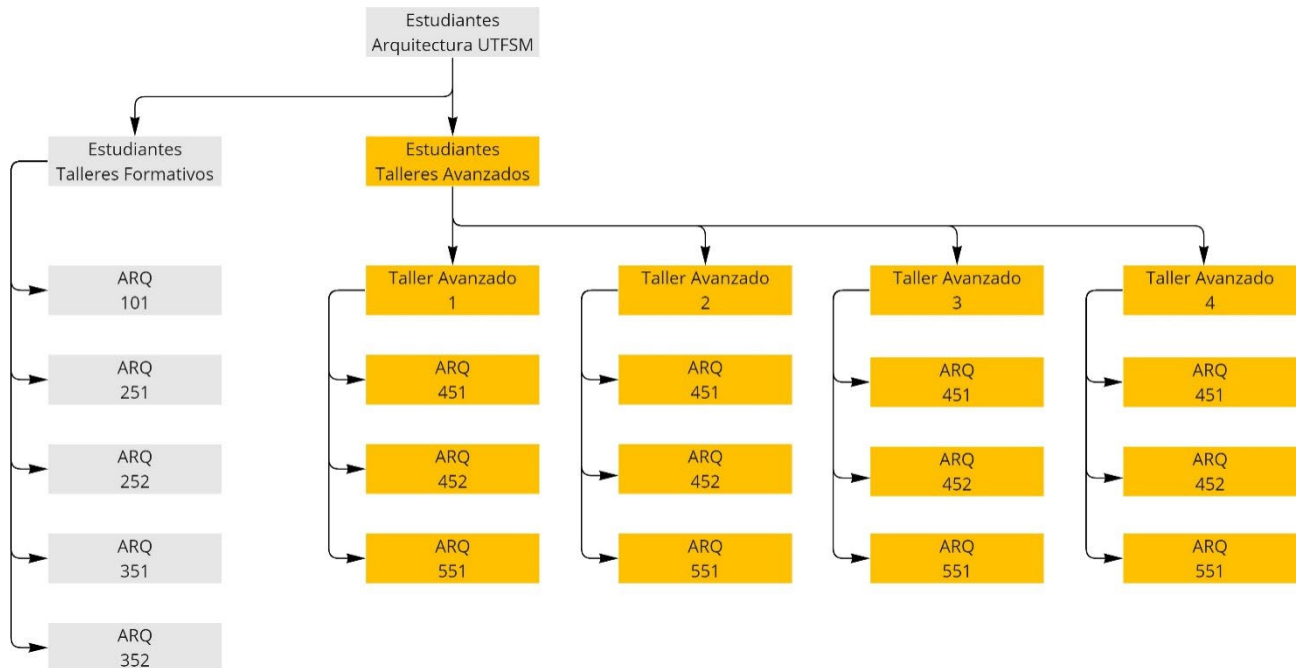 Estudiantes
Arquitectura UTFSM
Estudiantes
Talleres Formativos
Estudiantes
Talleres Avanzados
ARQ
101
ARQ
251
ARQ
252
ARQ
351
ARQ
352
Taller Avanzado
1
ARQ
451
ARQ
452
ARQ
551
Taller Avanzado
2
ARQ
451
ARQ
452
ARQ
551
Taller Avanzado
3
ARQ
451
ARQ
452
ARQ
551
Taller Avanzado
4
ARQ
451
ARQ
452
ARQ
551